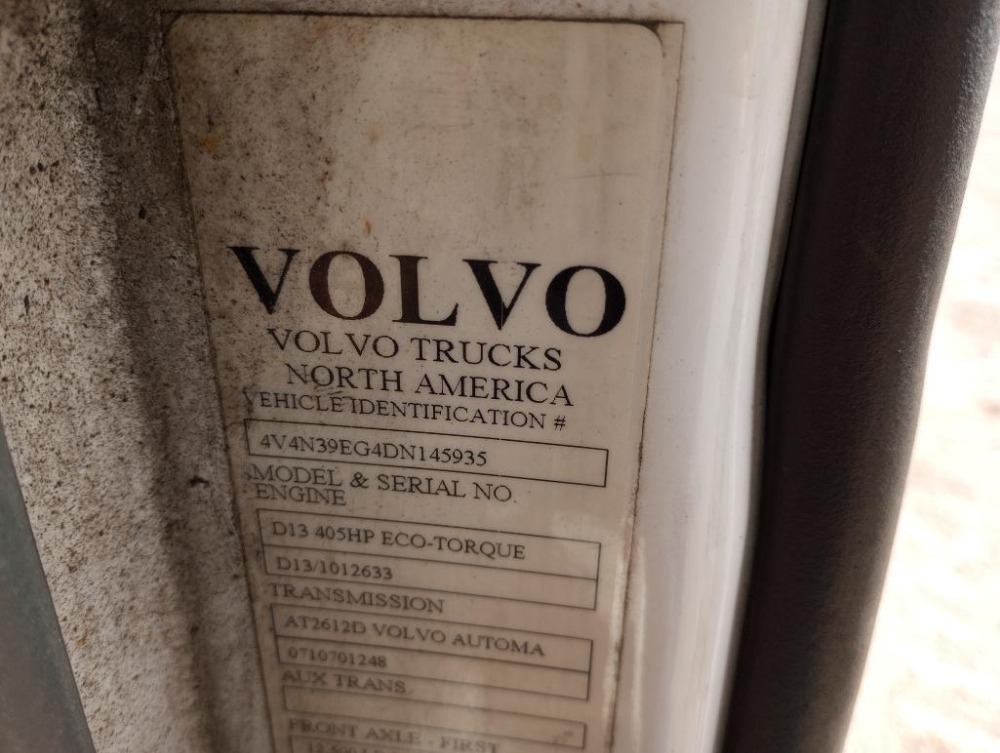 VOLVO
VOLVO TRUCKS
NORTH AMERICA
VEHICLE IDENTIFICATION #
4V4N39EG4DN145935
MODEL & SERIAL NO.
ENGINE
D13 405HP ECO-TORQUE
D13/1012633
TRANSMISSION
AT2612D VOLVO AUTOMA
0710701248
AUX TRANS.
FRONT AXLE - FIRST